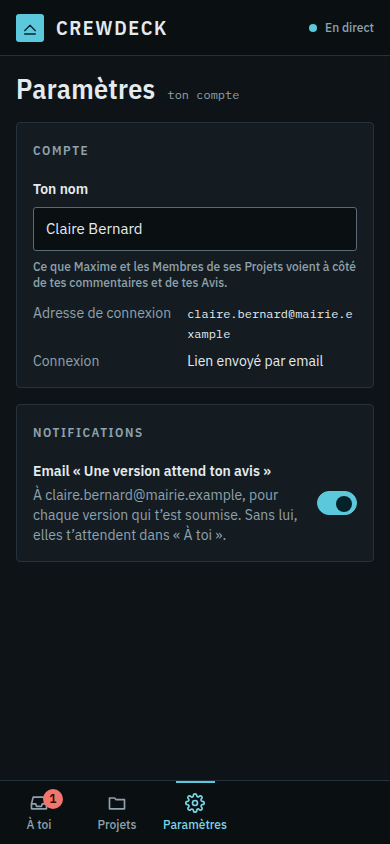 CREWDECK
En direct
Paramètres ton compte
COMPTE
Ton nom
Claire Bernard
Ce que Maxime et les Membres de ses Projets voient à côté
de tes commentaires et de tes Avis.
Adresse de connexion claire.bernard@mairie.e
xample
Connexion Lien envoyé par email
NOTIFICATIONS
Email « Une version attend ton avis »
À claire.bernard@mairie.example, pour
chaque version qui t’est soumise. Sans lui,
elles t’attendent dans « À toi ».
1
À toi Projets Paramètres